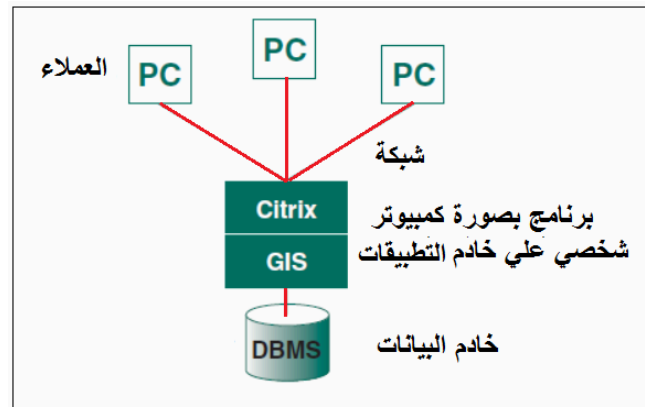 PC
العملاء
PC
PC
شبكة
Citrix
برنامج بصورة كمبيوتر
شخصي علي خادم التطبيقات
GIS
خادم البيانات
DBMS